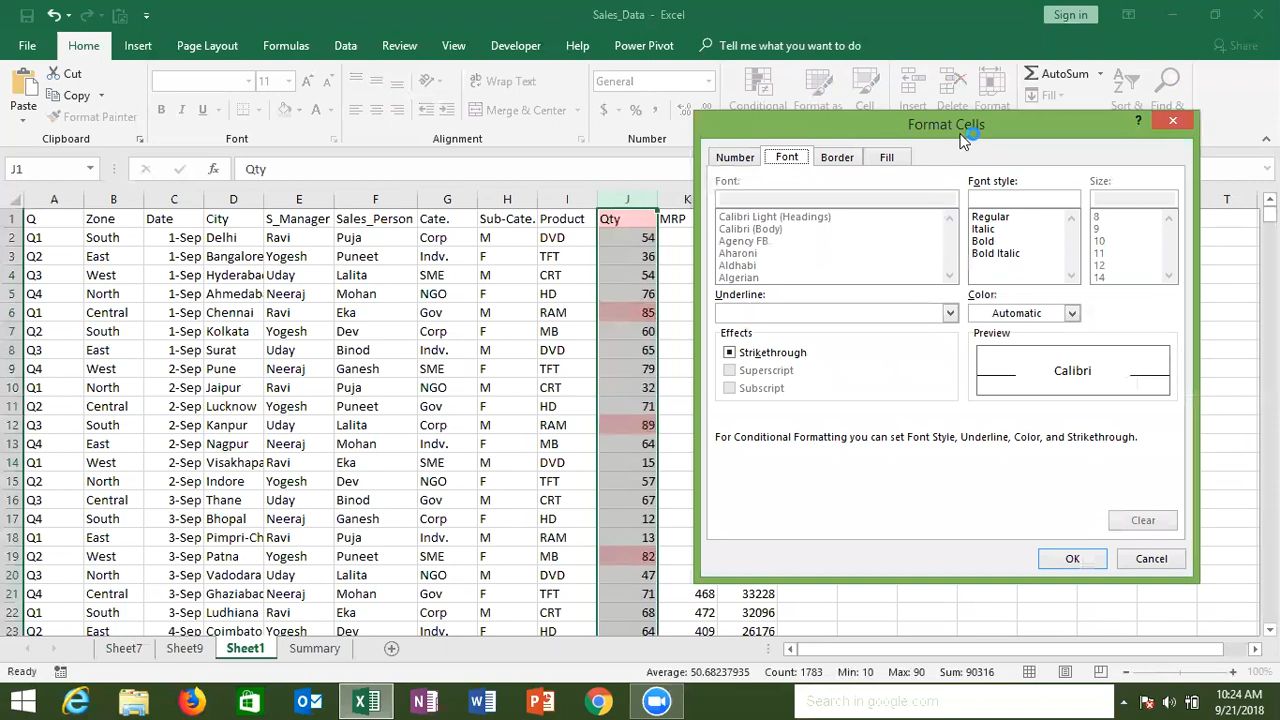 Sales_Data - Excel
Sign in
File Home Insert Page Layout Formulas Data Review View Developer Help Power Pivot Tell me what you want to do Share
Paste
Cut
Copy
Format Painter
Clipboard
11
Font
Wrap Text
Merge & Center
Alignment
General
Number
Conditional Format as Cell
Insert Delete Format
AutoSum
Fill
Sort & Find &
J1 Qty
A B C D E F G H I J K T
1 Q Zone Date City S_Manager Sales_Person Cate. Sub-Cate. Product Qty MRP
2 Q1 South 1-Sep Delhi Ravi Puja Corp M DVD 54
3 Q2 East 1-Sep Bangalore Yogesh Puneet Indv. F TFT 36
4 Q3 West 1-Sep Hyderabad Uday Lalita SME M CRT 54
5 Q4 North 1-Sep Ahmedab Neeraj Mohan NGO F HD 76
6 Q1 Central 1-Sep Chennai Ravi Eka Gov M RAM 85
7 Q2 South 1-Sep Kolkata Yogesh Dev Corp F MB 60
8 Q3 East 1-Sep Surat Uday Binod Indv. M DVD 65
9 Q4 West 2-Sep Pune Neeraj Ganesh SME F TFT 79
10 Q1 North 2-Sep Jaipur Ravi Puja NGO M CRT 32
11 Q2 Central 2-Sep Lucknow Yogesh Puneet Gov F HD 71
12 Q3 South 2-Sep Kanpur Uday Lalita Corp M RAM 89
13 Q4 East 2-Sep Nagpur Neeraj Mohan Indv. F MB 64
14 Q1 West 2-Sep Visakhapa Ravi Eka SME M DVD 15
15 Q2 North 2-Sep Indore Yogesh Dev NGO F TFT 57
16 Q3 Central 3-Sep Thane Uday Binod Gov M CRT 67
17 Q4 South 3-Sep Bhopal Neeraj Ganesh Corp F HD 12
18 Q1 East 3-Sep Pimpri-Ch Ravi Puja Indv. M RAM 13
19 Q2 West 3-Sep Patna Yogesh Puneet SME F MB 82
20 Q3 North 3-Sep Vadodara Uday Lalita NGO M DVD 47
21 Q4 Central 3-Sep Ghaziabad Neeraj Mohan Gov F TFT 71 468 33228
22 Q1 South 3-Sep Ludhiana Ravi Eka Corp M CRT 68 472 32096
23 Q2 East 4-Sep Coimbato Yogesh Dev Indv. F HD 64 409 26176
Format Cells
Number Font Border Fill
Font:
Calibri Light (Headings)
Calibri (Body)
Agency FB
Aharoni
Aldhabi
Algerian
Font style:
Regular
Italic
Bold
Bold Italic
Size:
8
9
10
11
12
14
Underline:
Color:
Automatic
Effects
Strikethrough
Superscript
Subscript
Preview
Calibri
For Conditional Formatting you can set Font Style, Underline, Color, and Strikethrough.
Clear
OK Cancel
Sheet7 Sheet9 Sheet1 Summary
Ready Average: 50.68237935 Count: 1783 Min: 10 Max: 90 Sum: 90316 100%
Search in Google
10:24 AM
9/21/2018